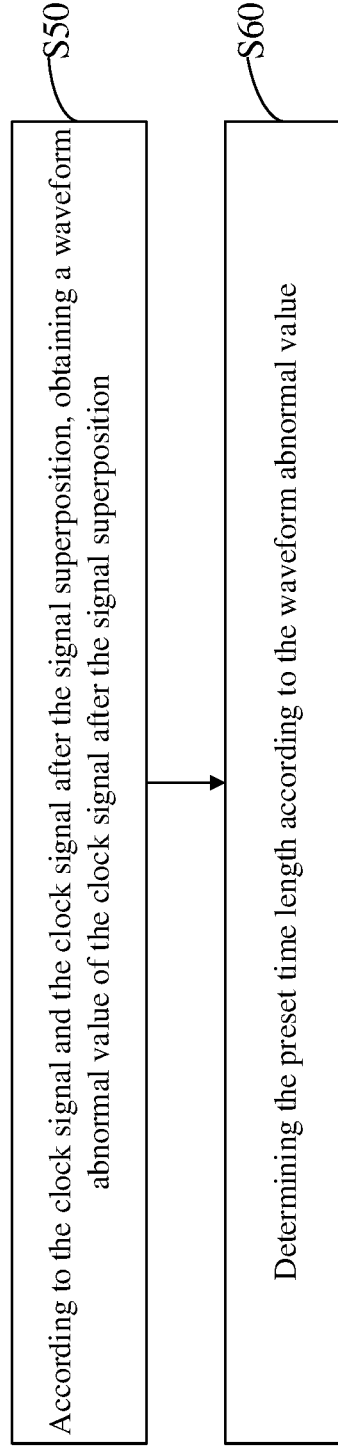 According to the clock signal and the clock signal after the signal superposition, obtaining a waveform
abnormal value of the clock signal after the signal superposition
S50
Determining the preset time length according to the waveform abnormal value
S60